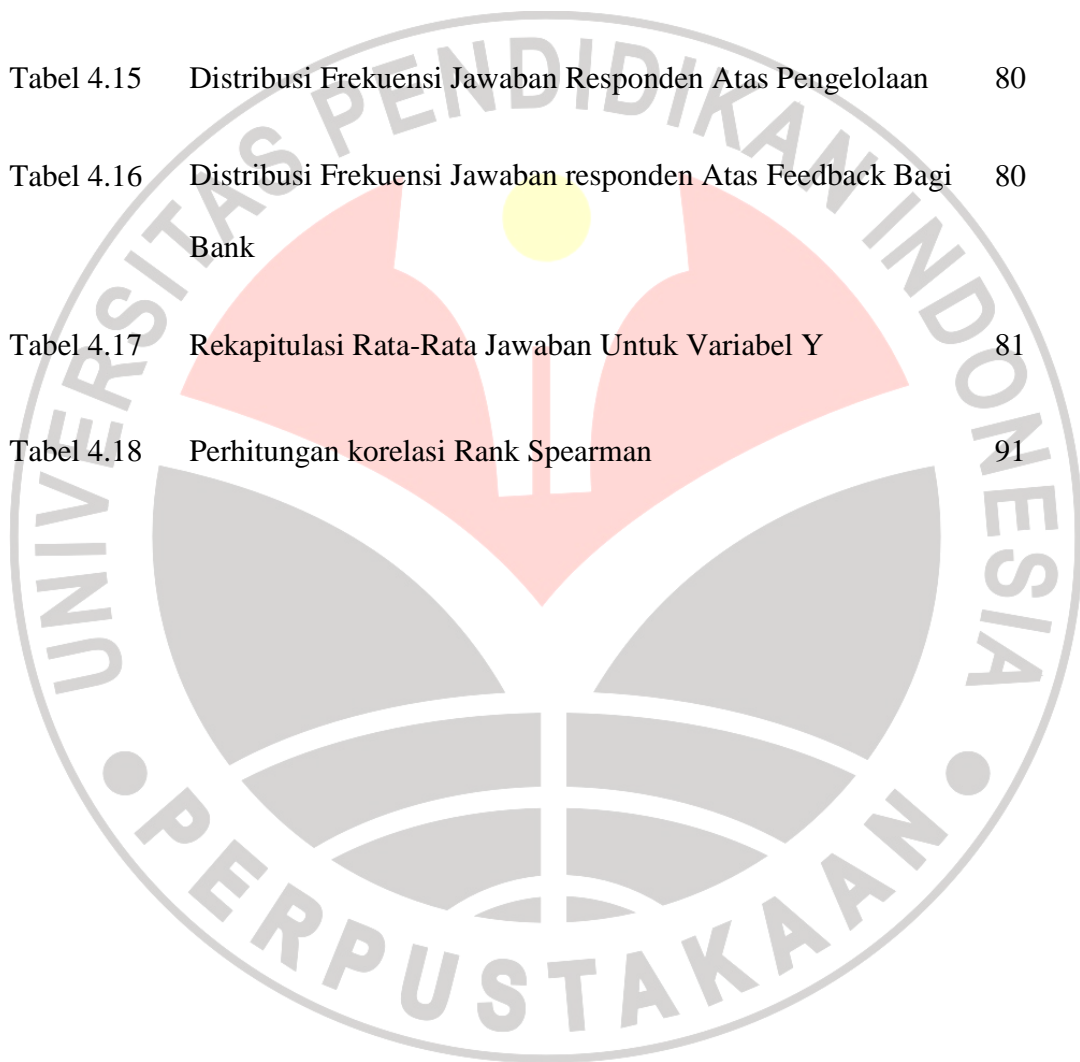 Tabel 4.15 Distribusi Frekuensi Jawaban Responden Atas Pengelolaan 80
Tabel 4.16 Distribusi Frekuensi Jawaban responden Atas Feedback Bagi 80
Bank
Tabel 4.17 Rekapitulasi Rata-Rata Jawaban Untuk Variabel Y 81
Tabel 4.18 Perhitungan korelasi Rank Spearman 91
UNIVERSITAS PENDIDIKAN INDONESIA
PERPUSTAKAAN